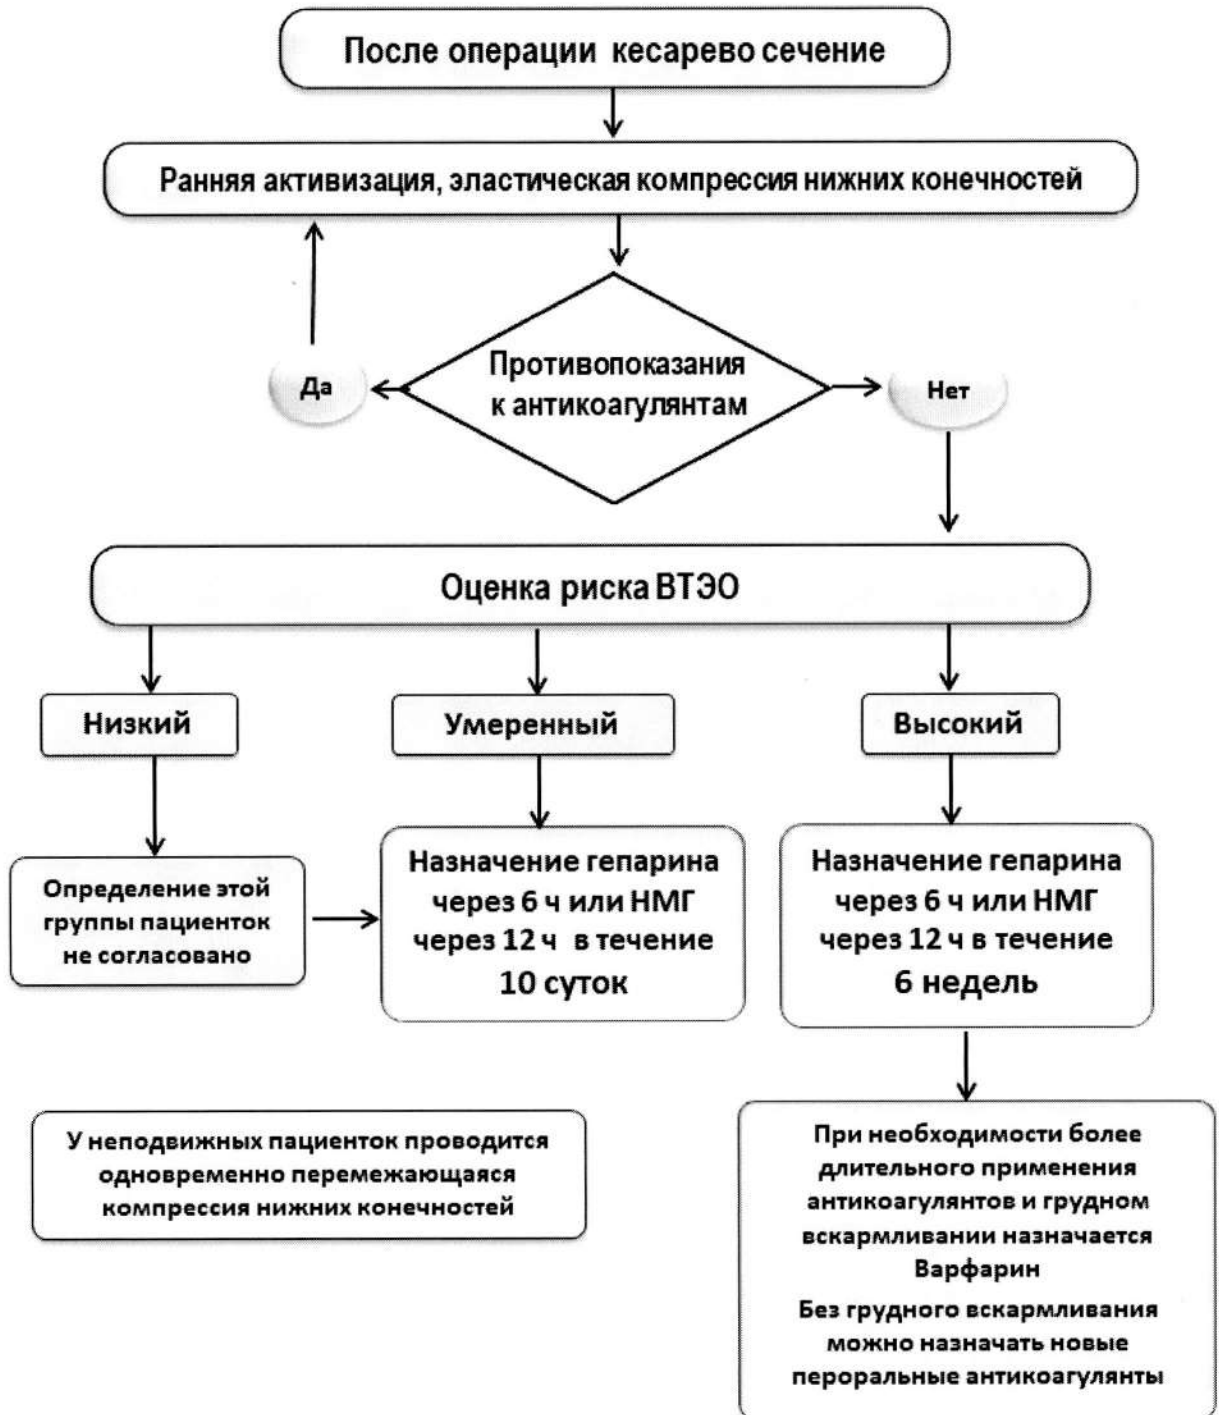 После операции кесарево сечение
Ранняя активизация, эластическая компрессия нижних конечностей
Противопоказания
к антикоагулянтам
Да
Нет
Оценка риска ВТЭО
Низкий
Умеренный
Высокий
Определение этой
группы пациенток
не согласовано
Назначение гепарина
через 6 ч или НМГ
через 12 ч в течение
10 суток
Назначение гепарина
через 6 ч или НМГ
через 12 ч в течение
6 недель
У неподвижных пациенток проводится
одновременно перемежающаяся
компрессия нижних конечностей
При необходимости более
длительного применения
антикоагулянтов и грудном
вскармливании назначается
Варфарин
Без грудного вскармливания
можно назначать новые
пероральные антикоагулянты